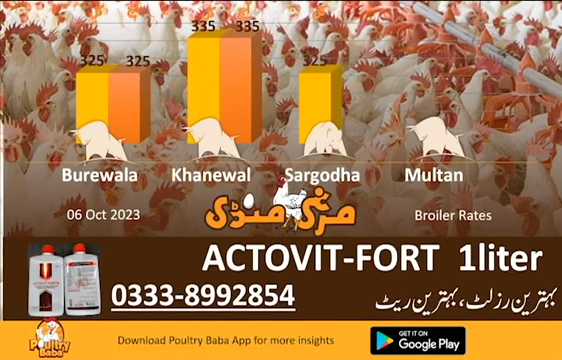 325 325
335 335
325
Burewala Khanewal Sargodha Multan
06 Oct 2023
مرغی منڈی
Broiler Rates
ACTOVIT-FORT 1liter
0333-8992854
بہترین رزلٹ، بہترین ریٹ
Poultry Baba
Download Poultry Baba App for more insights
GET IT ON
Google Play